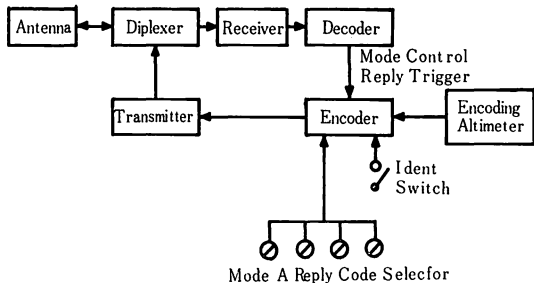 Antenna
Diplexer
Receiver
Decoder
Mode Control
Reply Trigger
Transmitter
Encoder
Encoding
Altimeter
Ident
Switch
Mode A Reply Code Selecfor